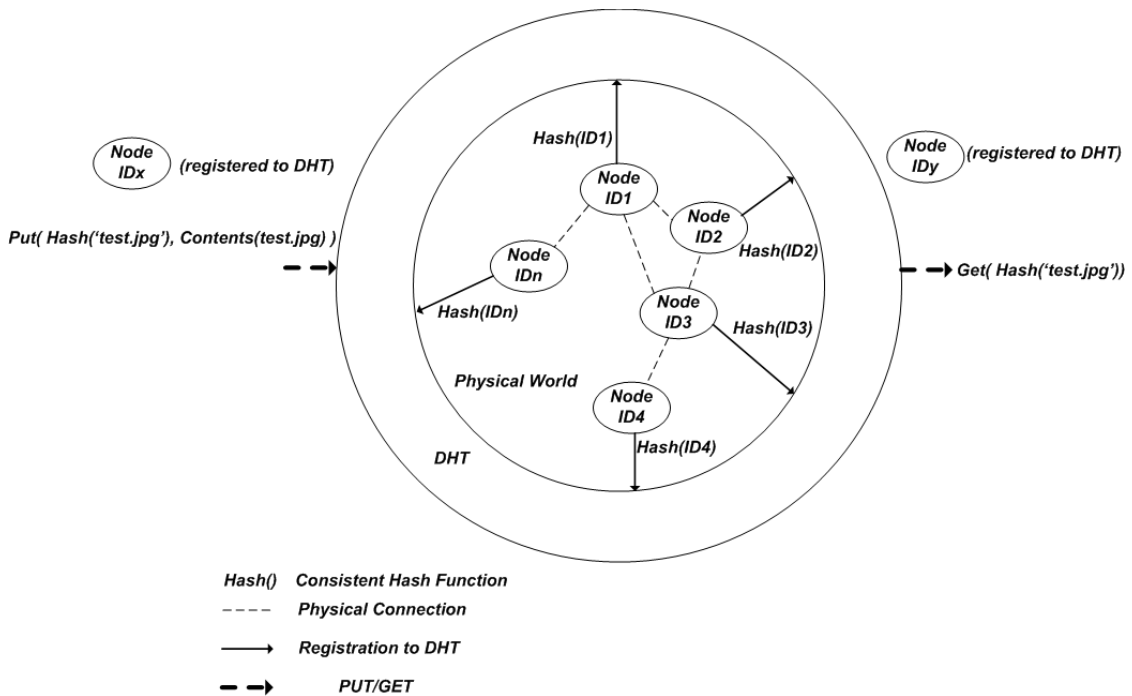 Hash(ID1)
Node
IDx
(registered to DHT)
Node
IDy
(registered to DHT)
Node
ID1
Node
ID2
Put( Hash(‘test.jpg’), Contents(test.jpg) )
Hash(ID2)
Node
IDn
Get( Hash(‘test.jpg’))
Hash(IDn)
Node
ID3
Hash(ID3)
Physical World
Node
ID4
Hash(ID4)
DHT
Hash() Consistent Hash Function
Physical Connection
Registration to DHT
PUT/GET